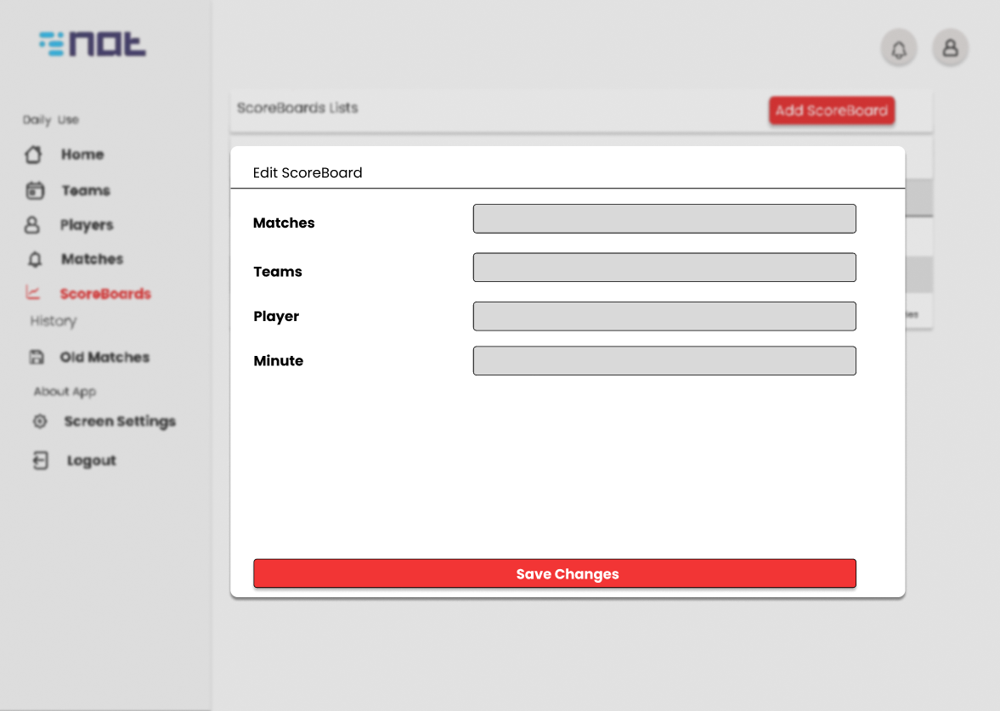 not
Daily Use
Home
Teams
Players
Matches
ScoreBoards
History
Old Matches
About App
Screen Settings
Logout
ScoreBoards Lists
Add ScoreBoard
Edit ScoreBoard
Matches
Teams
Player
Minute
Save Changes